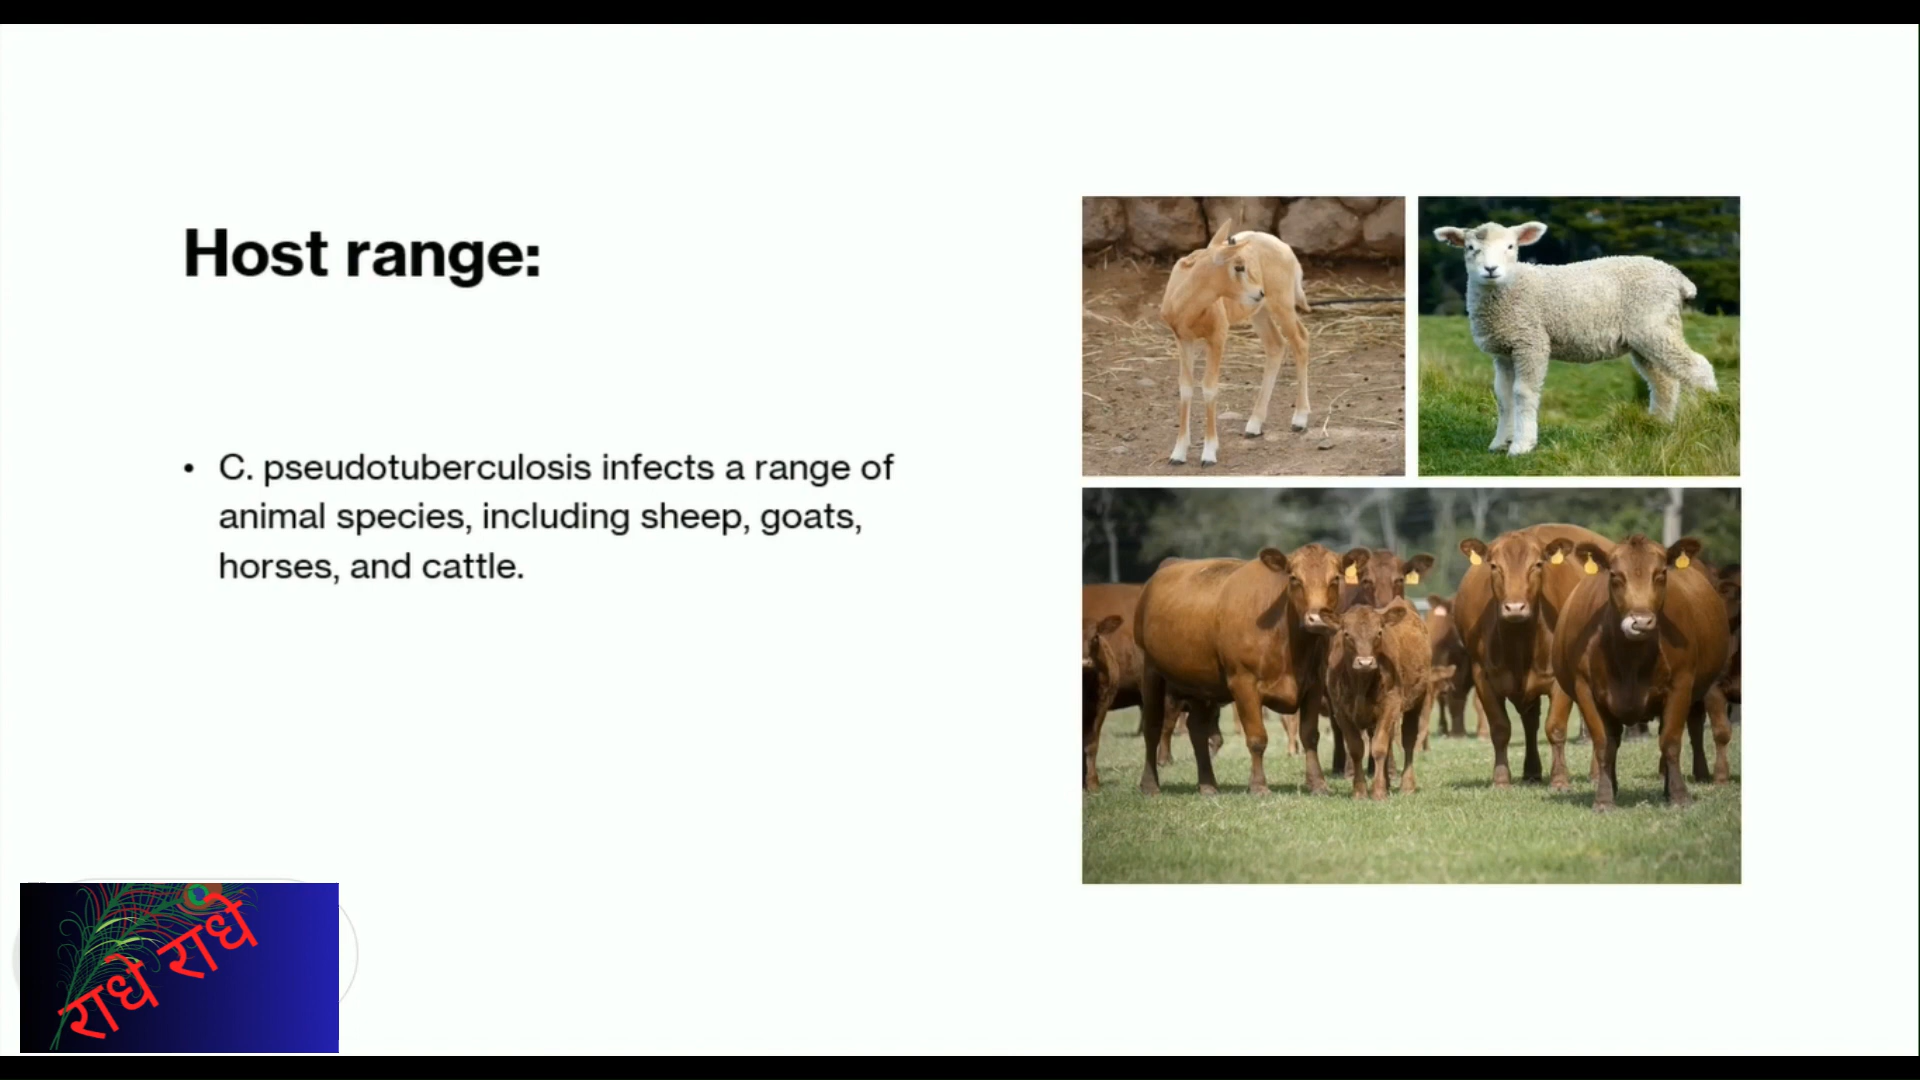 Host range:
• C. pseudotuberculosis infects a range of
animal species, including sheep, goats,
horses, and cattle.
राधे राधे